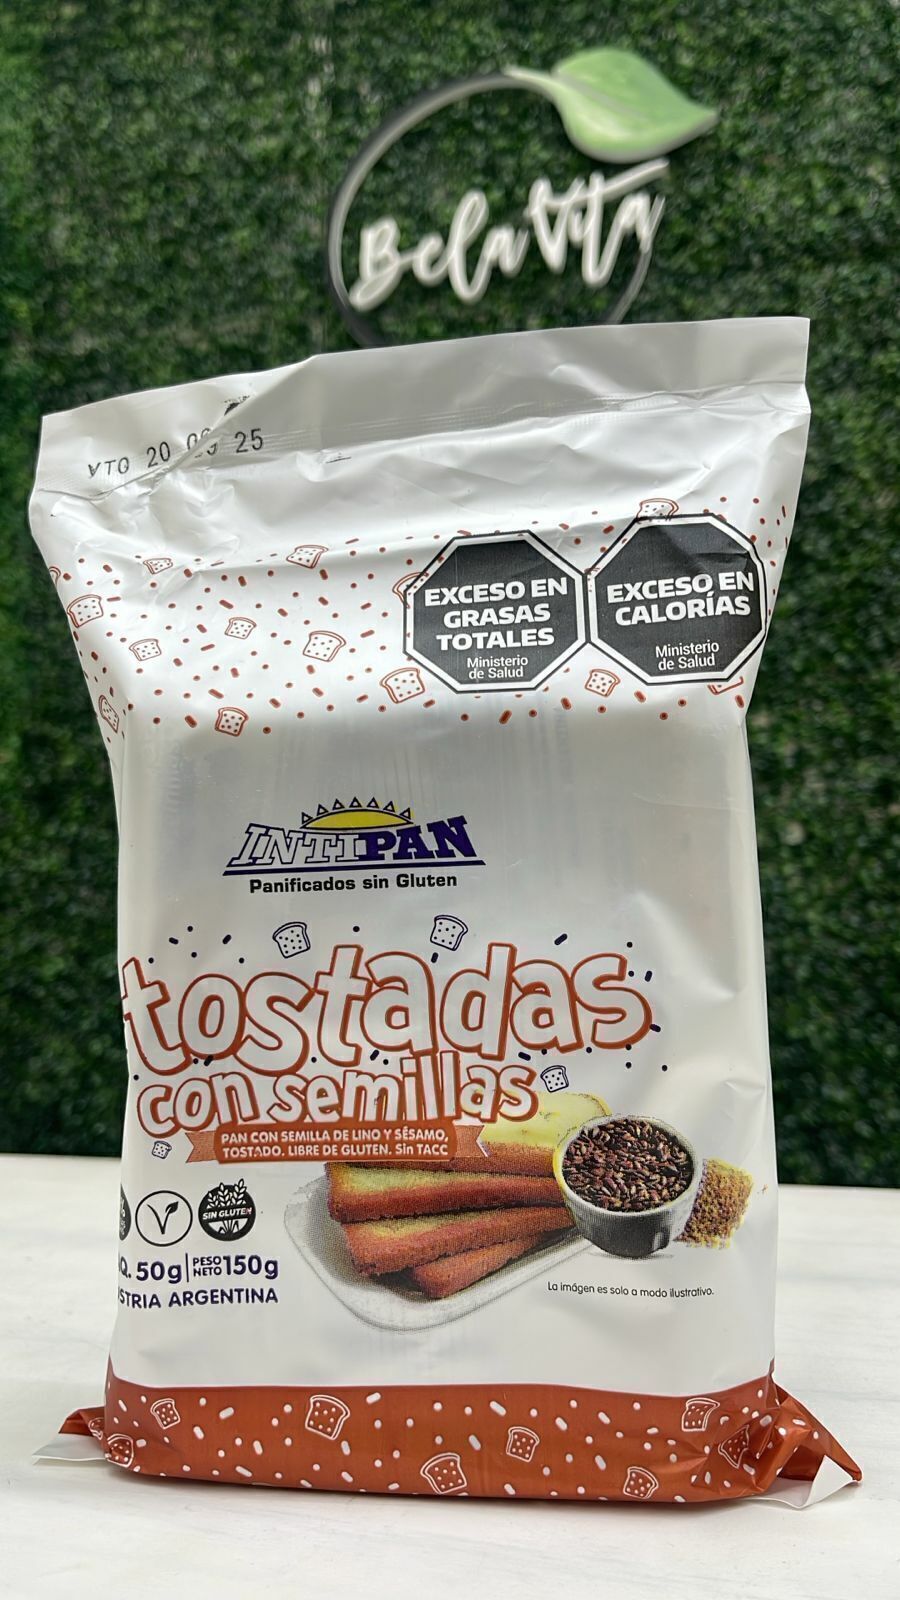 Bela Vita
VTO 20 09 25
EXCESO EN
GRASAS
TOTALES
Ministerio
de Salud
EXCESO EN
CALORÍAS
Ministerio
de Salud
INTIPAN
Panificados sin Gluten
tostadas
con semillas
PAN CON SEMILLA DE LINO Y SÉSAMO,
TOSTADO. LIBRE DE GLUTEN. Sin TACC
SIN GLUTEN
Q. 50g PESO NETO 150g
STRIA ARGENTINA
La imágen es solo a modo ilustrativo.